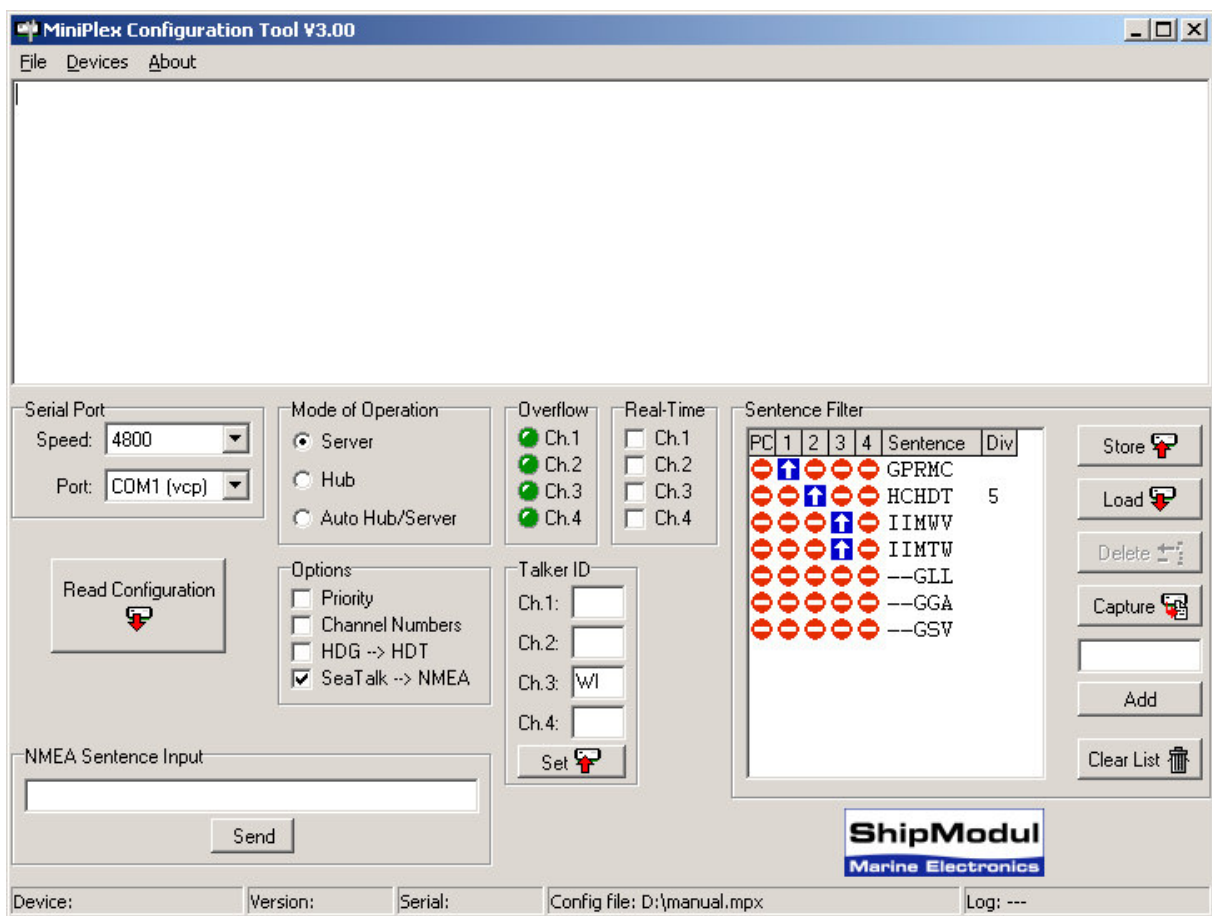 MiniPlex Configuration Tool V3.00
File Devices About
Serial Port
Speed: 4800
Port: COM1 (vcp)
Read Configuration
Mode of Operation
Server
Hub
Auto Hub/Server
Options
Priority
Channel Numbers
HDG --> HDT
SeaTalk --> NMEA
Overflow
Ch.1
Ch.2
Ch.3
Ch.4
Real-Time
Ch.1
Ch.2
Ch.3
Ch.4
Talker ID
Ch.1:
Ch.2:
Ch.3: WI
Ch.4:
Set
Sentence Filter
PC 1 2 3 4 Sentence Div
GPRMC
HCHDT 5
IIMWV
IIMTW
--GLL
--GGA
--GSV
Store
Load
Delete
Capture
Add
Clear List
NMEA Sentence Input
Send
ShipModul
Marine Electronics
Device: Version: Serial: Config file: D:\manual.mpx Log: ---